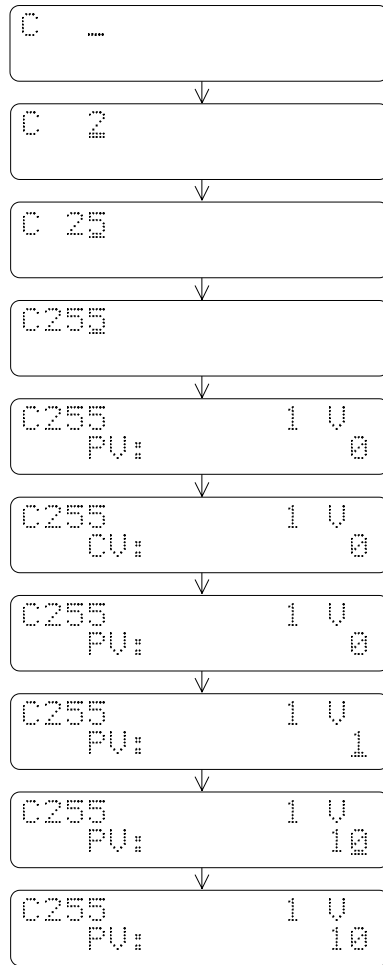 C _
C 2
C 25
C255
C255 1 V
PV: 0
C255 1 V
CV: 0
C255 1 V
PV: 0
C255 1 V
PV: 1
C255 1 V
PV: 10
C255 1 V
PV: 10